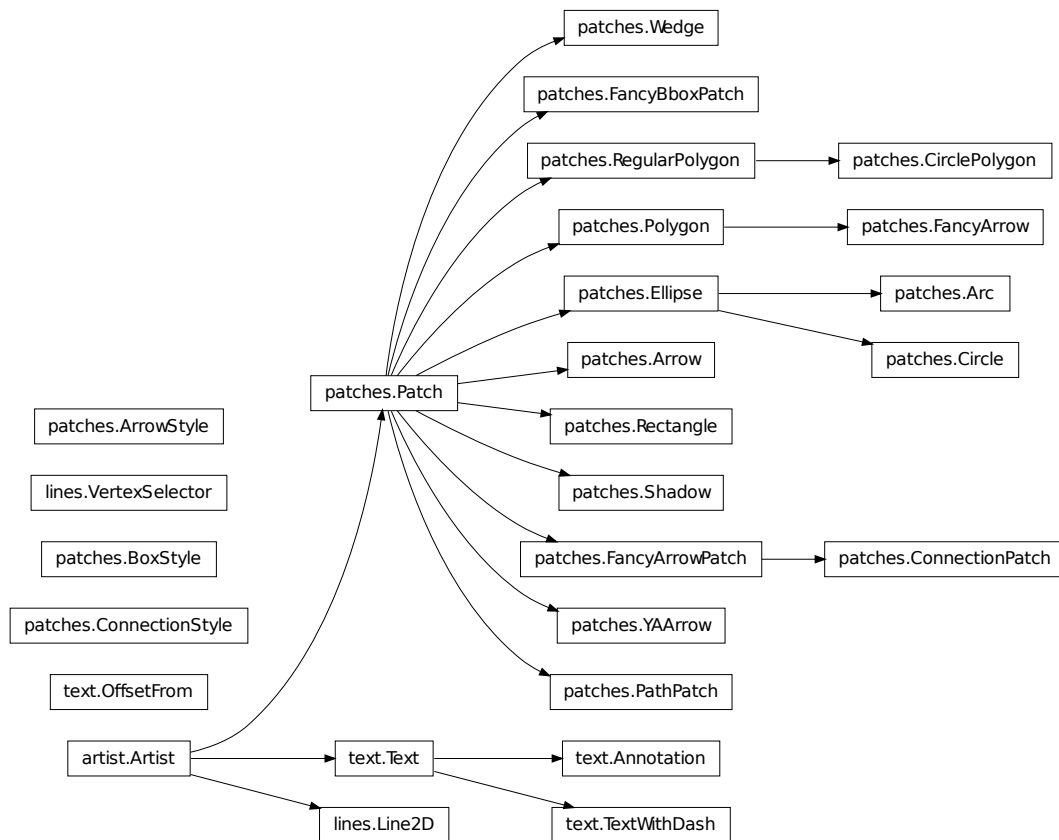 patches.Wedge
patches.FancyBboxPatch
patches.RegularPolygon
patches.CirclePolygon
patches.Polygon
patches.FancyArrow
patches.Ellipse
patches.Arc
patches.Arrow
patches.Circle
patches.Patch
patches.ArrowStyle
patches.Rectangle
lines.VertexSelector
patches.Shadow
patches.BoxStyle
patches.FancyArrowPatch
patches.ConnectionPatch
patches.ConnectionStyle
patches.YAArrow
text.OffsetFrom
patches.PathPatch
artist.Artist
text.Text
text.Annotation
lines.Line2D
text.TextWithDash